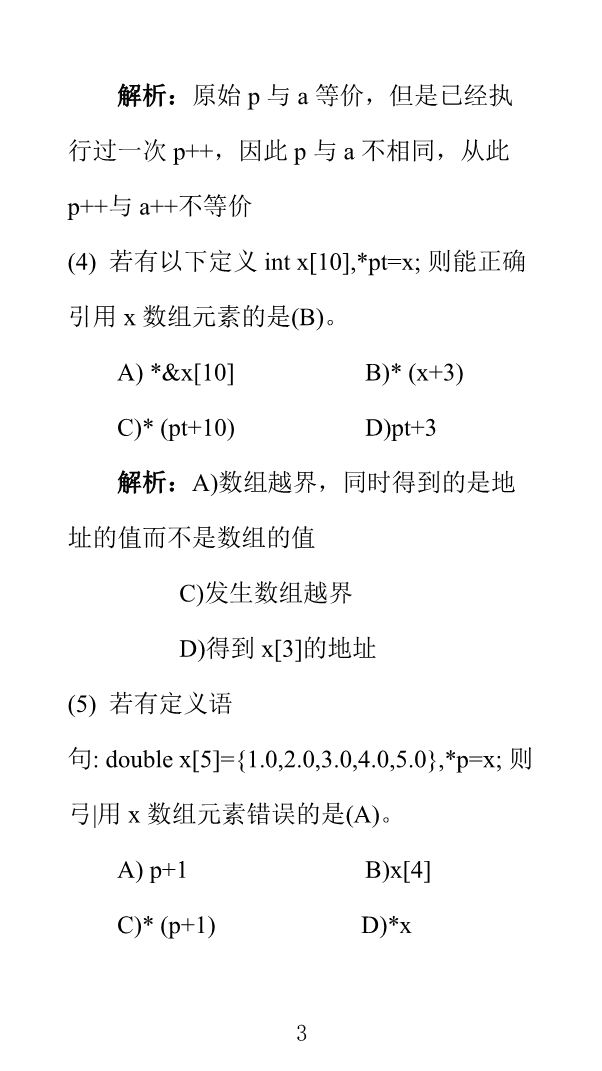 解析：原始 p 与 a 等价，但是已经执
行过一次 p++，因此 p 与 a 不相同，从此
p++与 a++不等价
(4) 若有以下定义 int x[10],*pt=x; 则能正确
引用 x 数组元素的是(B)。
A) *&x[10] B)* (x+3)
C)* (pt+10) D)pt+3
解析：A)数组越界，同时得到的是地
址的值而不是数组的值
C)发生数组越界
D)得到 x[3]的地址
(5) 若有定义语
句: double x[5]={1.0,2.0,3.0,4.0,5.0},*p=x; 则
弓|用 x 数组元素错误的是(A)。
A) p+1 B)x[4]
C)* (p+1) D)*x
3